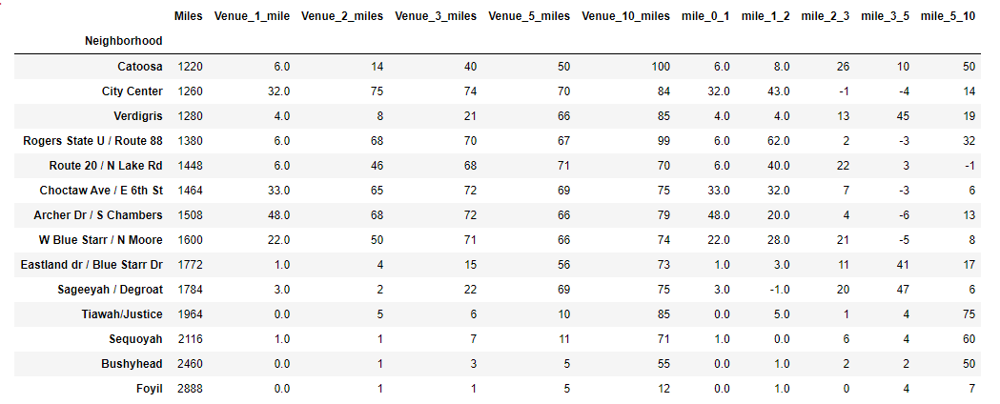 Miles Venue_1_mile Venue_2_miles Venue_3_miles Venue_5_miles Venue_10_miles mile_0_1 mile_1_2 mile_2_3 mile_3_5 mile_5_10
Neighborhood
Catoosa 1220 6.0 14 40 50 100 6.0 8.0 26 10 50
City Center 1260 32.0 75 74 70 84 32.0 43.0 -1 -4 14
Verdigris 1280 4.0 8 21 66 85 4.0 4.0 13 45 19
Rogers State U / Route 88 1380 6.0 68 70 67 99 6.0 62.0 2 -3 32
Route 20 / N Lake Rd 1448 6.0 46 68 71 70 6.0 40.0 22 3 -1
Choctaw Ave / E 6th St 1464 33.0 65 72 69 75 33.0 32.0 7 -3 6
Archer Dr / S Chambers 1508 48.0 68 72 66 79 48.0 20.0 4 -6 13
W Blue Starr / N Moore 1600 22.0 50 71 66 74 22.0 28.0 21 -5 8
Eastland dr / Blue Starr Dr 1772 1.0 4 15 56 73 1.0 3.0 11 41 17
Sageeyah / Degroat 1784 3.0 2 22 69 75 3.0 -1.0 20 47 6
Tiawah/Justice 1964 0.0 5 6 10 85 0.0 5.0 1 4 75
Sequoyah 2116 1.0 1 7 11 71 1.0 0.0 6 4 60
Bushyhead 2460 0.0 1 3 5 55 0.0 1.0 2 2 50
Foyil 2888 0.0 1 1 5 12 0.0 1.0 0 4 7